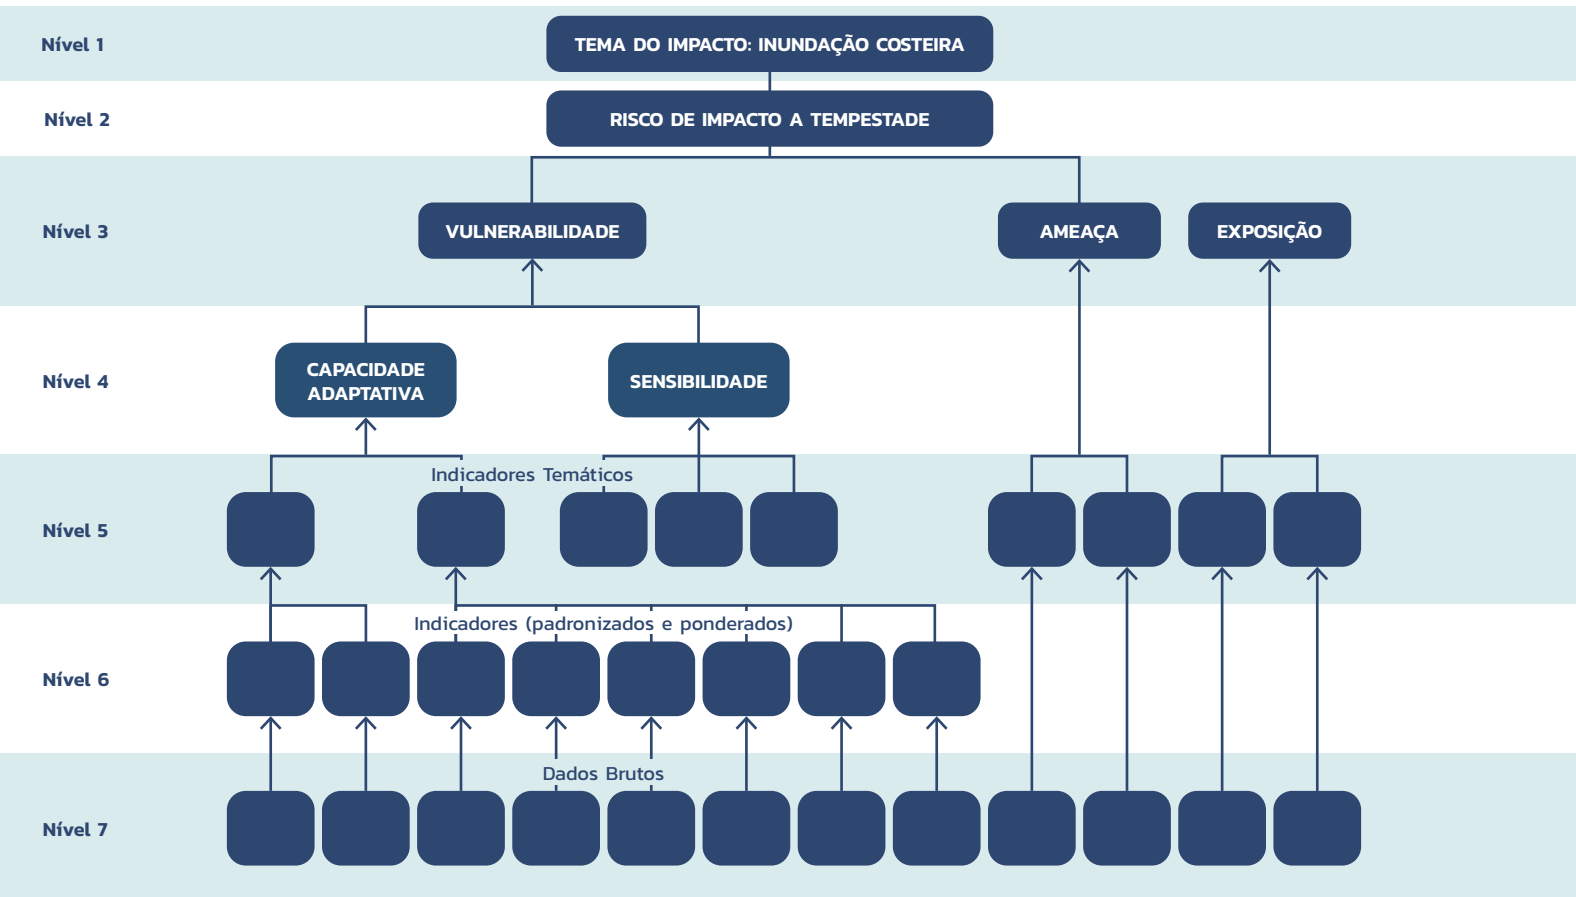 Nível 1
TEMA DO IMPACTO: INUNDAÇÃO COSTEIRA
Nível 2
RISCO DE IMPACTO A TEMPESTADE
Nível 3
VULNERABILIDADE
AMEAÇA
EXPOSIÇÃO
Nível 4
CAPACIDADE
ADAPTATIVA
SENSIBILIDADE
Indicadores Temáticos
Nível 5
Indicadores (padronizados e ponderados)
Nível 6
Dados Brutos
Nível 7